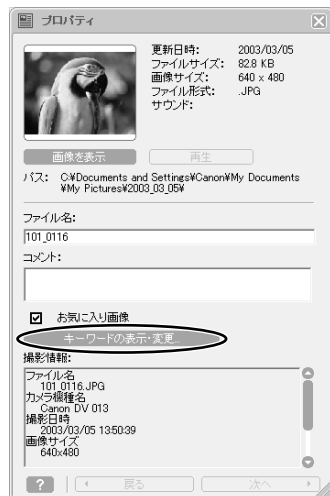 プロパティ
更新日時: 2003/03/05
ファイルサイズ: 82.8 KB
画像サイズ: 640 x 480
ファイル形式: .JPG
サウンド:
画像を表示 再生
パス: C:¥Documents and Settings¥Canon¥My Documents
¥My Pictures¥2003_03_05¥
ファイル名:
101_0116
コメント:
お気に入り画像
キーワードの表示・変更...
撮影情報:
ファイル名
101_0116.JPG
カメラ機種名
Canon DV 013
撮影日時
2003/03/05 13:50:39
画像サイズ
640x480
? 戻る 次へ